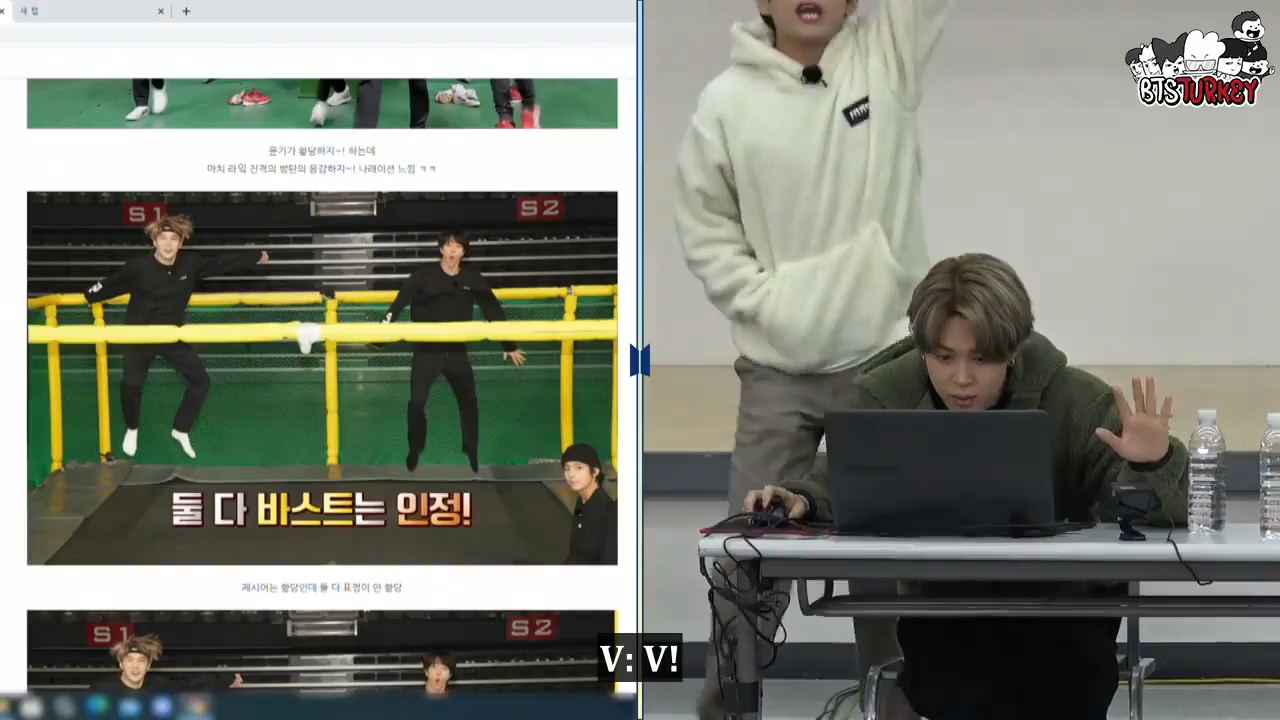 새 탭
윤기가 황당하지~! 하는데
마치 라잌 진격의 방탄의 용감하지~! 나래이션 느낌 ㅋㅋ
S1
S2
둘 다 바스트는 인정!
제시어는 황당인데 둘 다 표정이 안 황당
S1
S2
BTSTURKEY
V: V!